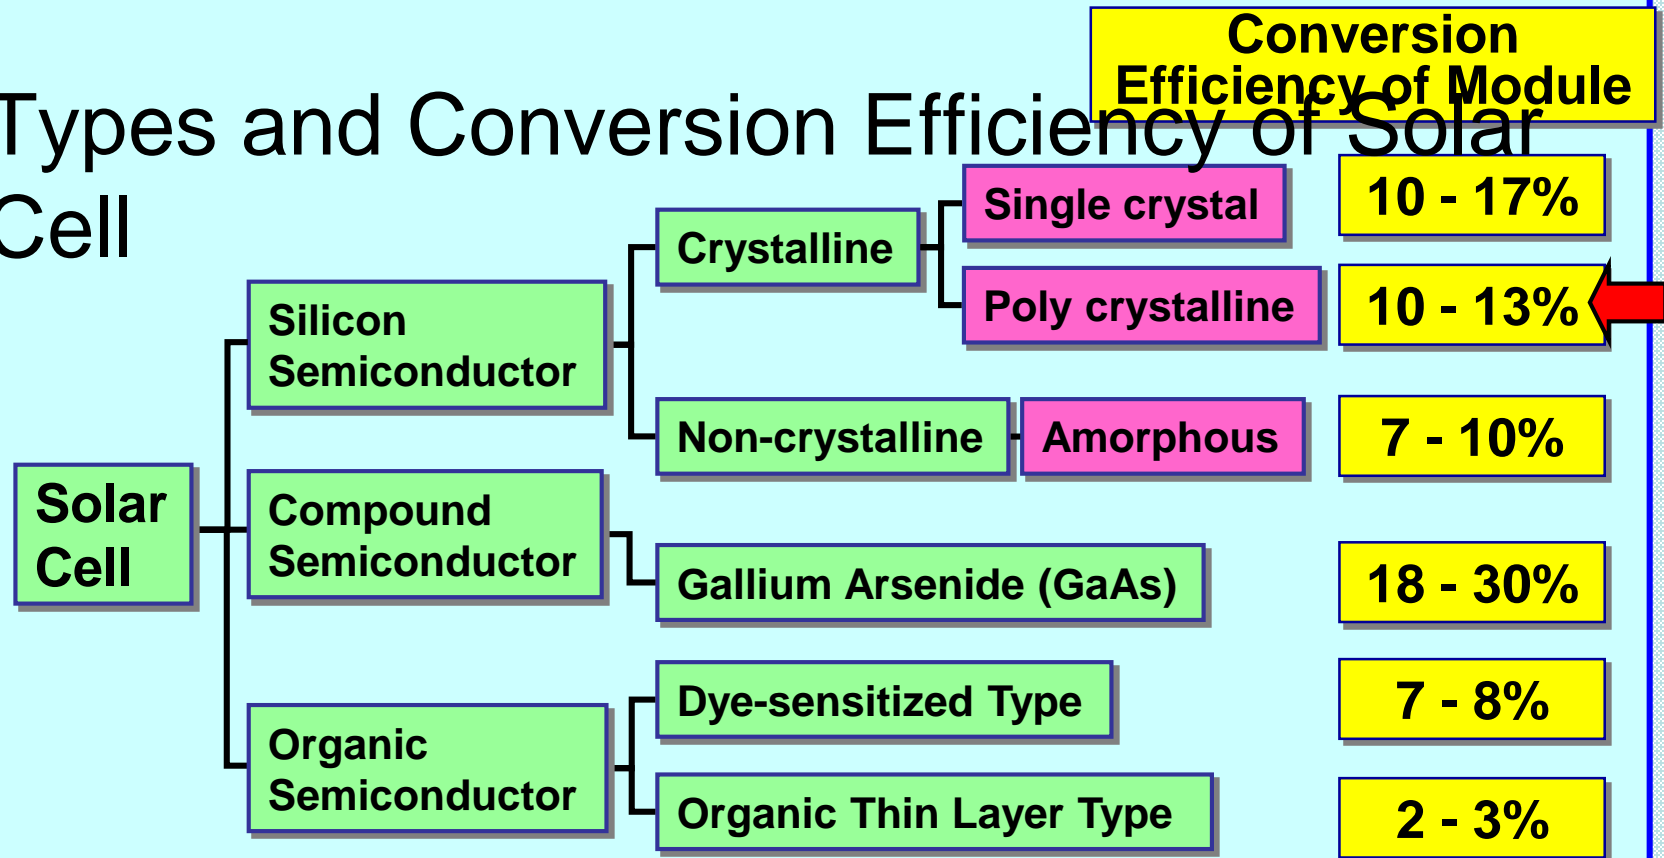 Conversion
Efficiency of Module
Types and Conversion Efficiency of Solar
Cell
Single crystal
10 - 17%
Crystalline
Poly crystalline
10 - 13%
Silicon
Semiconductor
Non-crystalline
Amorphous
7 - 10%
Solar
Cell
Compound
Semiconductor
Gallium Arsenide (GaAs)
18 - 30%
Dye-sensitized Type
7 - 8%
Organic
Semiconductor
Organic Thin Layer Type
2 - 3%